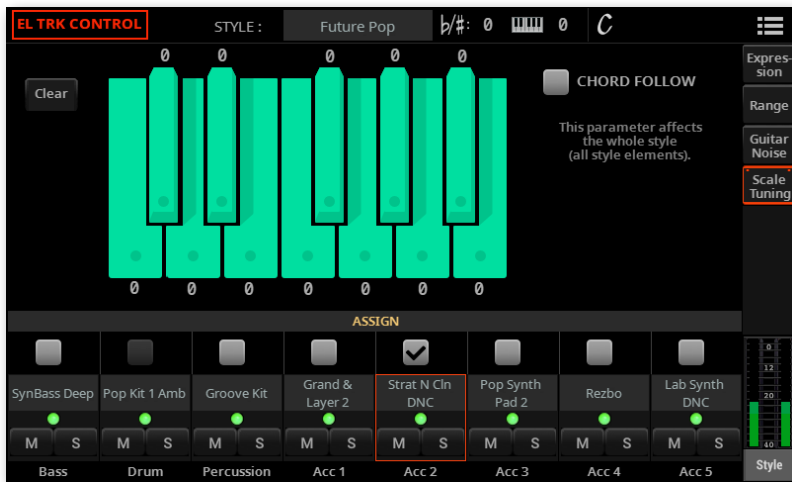 EL TRK CONTROL STYLE : Future Pop ♭/♯: 0 0 C
Clear
0 0 0 0 0
CHORD FOLLOW
This parameter affects
the whole style
(all style elements).
0 0 0 0 0 0 0
Expres-
sion
Range
Guitar
Noise
Scale
Tuning
ASSIGN
SynBass Deep
Pop Kit 1 Amb
Groove Kit
Grand &
Layer 2
Strat N Cln
DNC
Pop Synth
Pad 2
Rezbo
Lab Synth
DNC
M S M S M S M S M S M S M S M S
Bass Drum Percussion Acc 1 Acc 2 Acc 3 Acc 4 Acc 5
0
12
20
40
Style